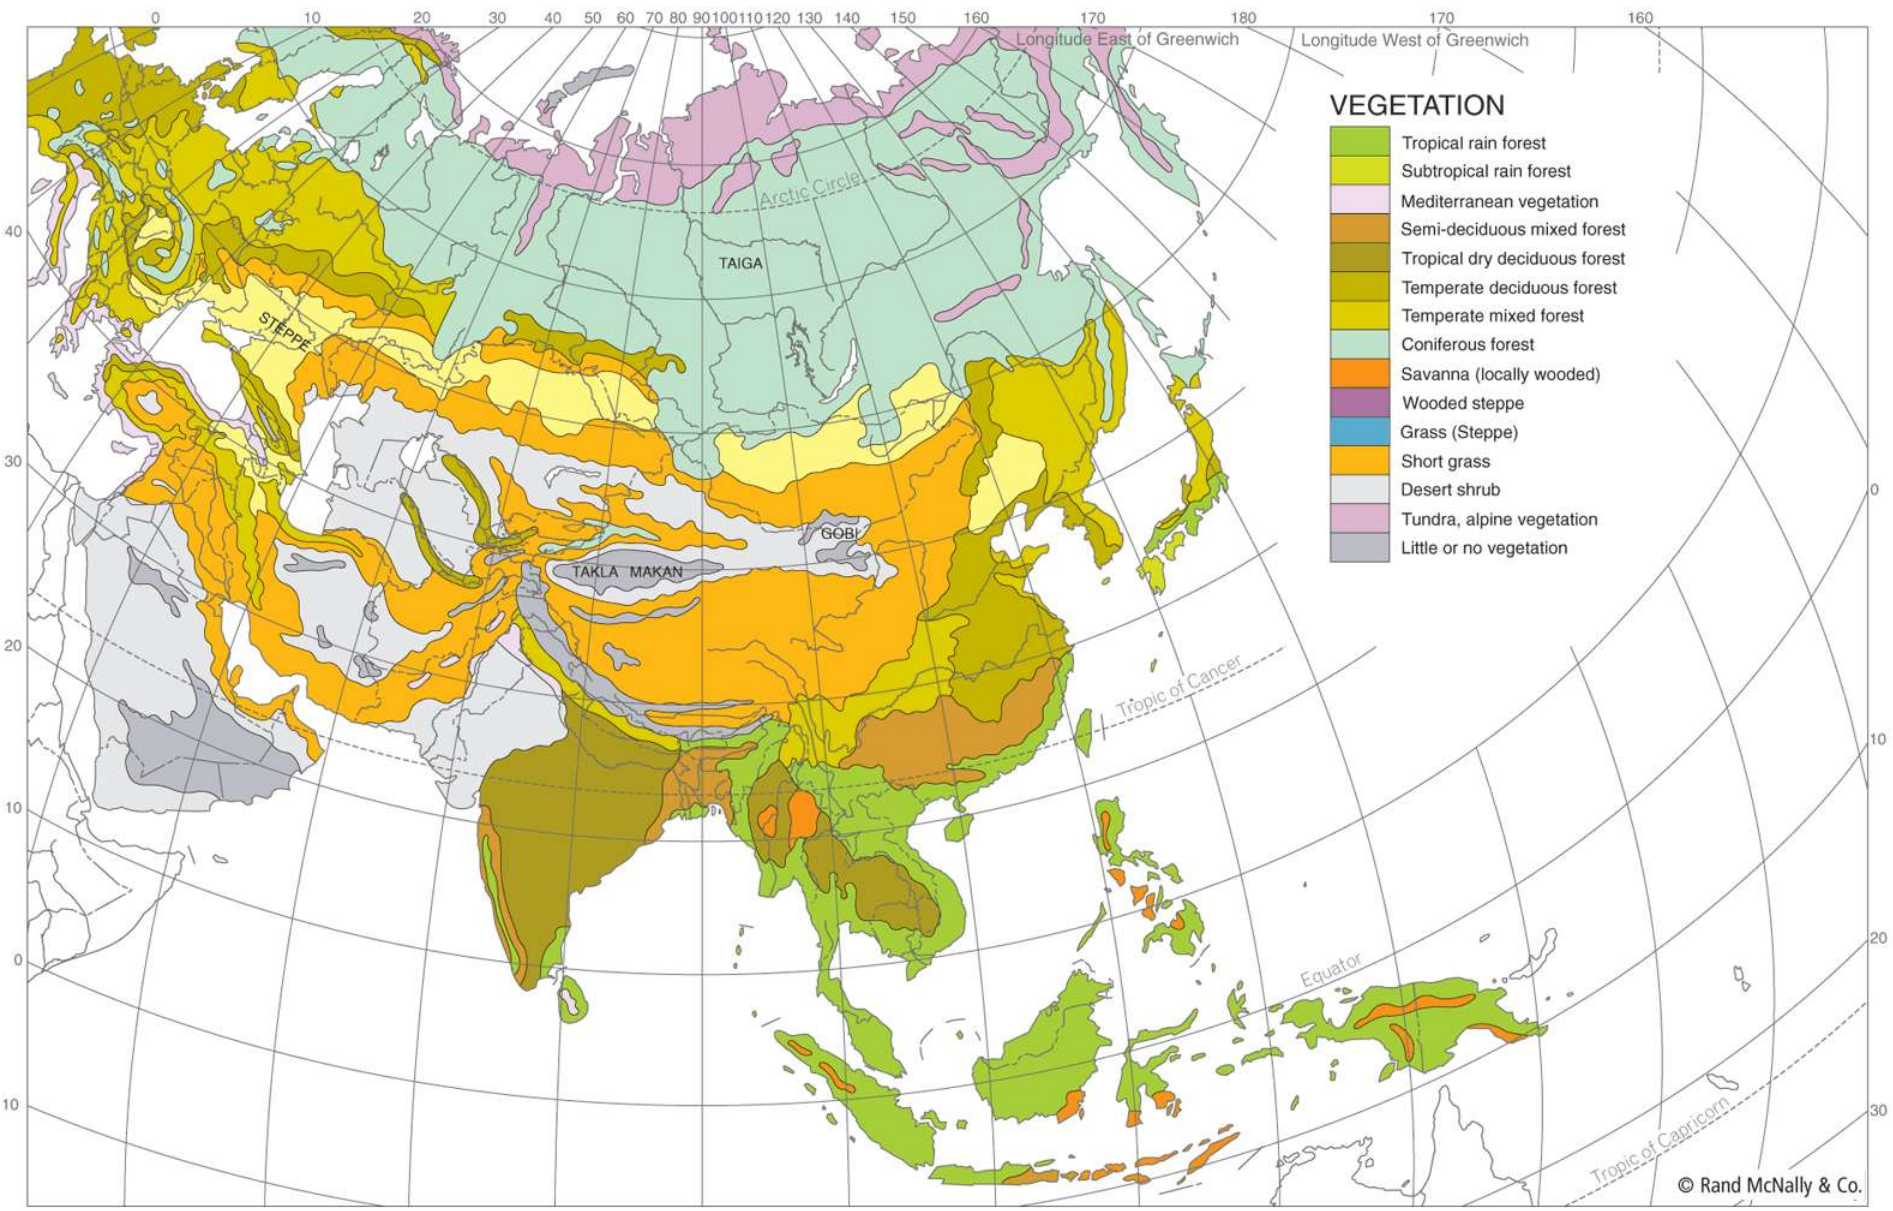 0 10 20 30 40 50 60 70 80 90 100 110 120 130 140 150 160 170 180 170 160
Longitude East of Greenwich Longitude West of Greenwich
VEGETATION
Tropical rain forest
Subtropical rain forest
Mediterranean vegetation
Semi-deciduous mixed forest
Tropical dry deciduous forest
Temperate deciduous forest
Temperate mixed forest
Coniferous forest
Savanna (locally wooded)
Wooded steppe
Grass (Steppe)
Short grass
Desert shrub
Tundra, alpine vegetation
Little or no vegetation
Arctic Circle
40
TAIGA
STEPPE
30
0
GOBI
TAKLA MAKAN
20
Tropic of Cancer
10
10
0
20
Equator
10
30
Tropic of Capricorn
© Rand McNally & Co.